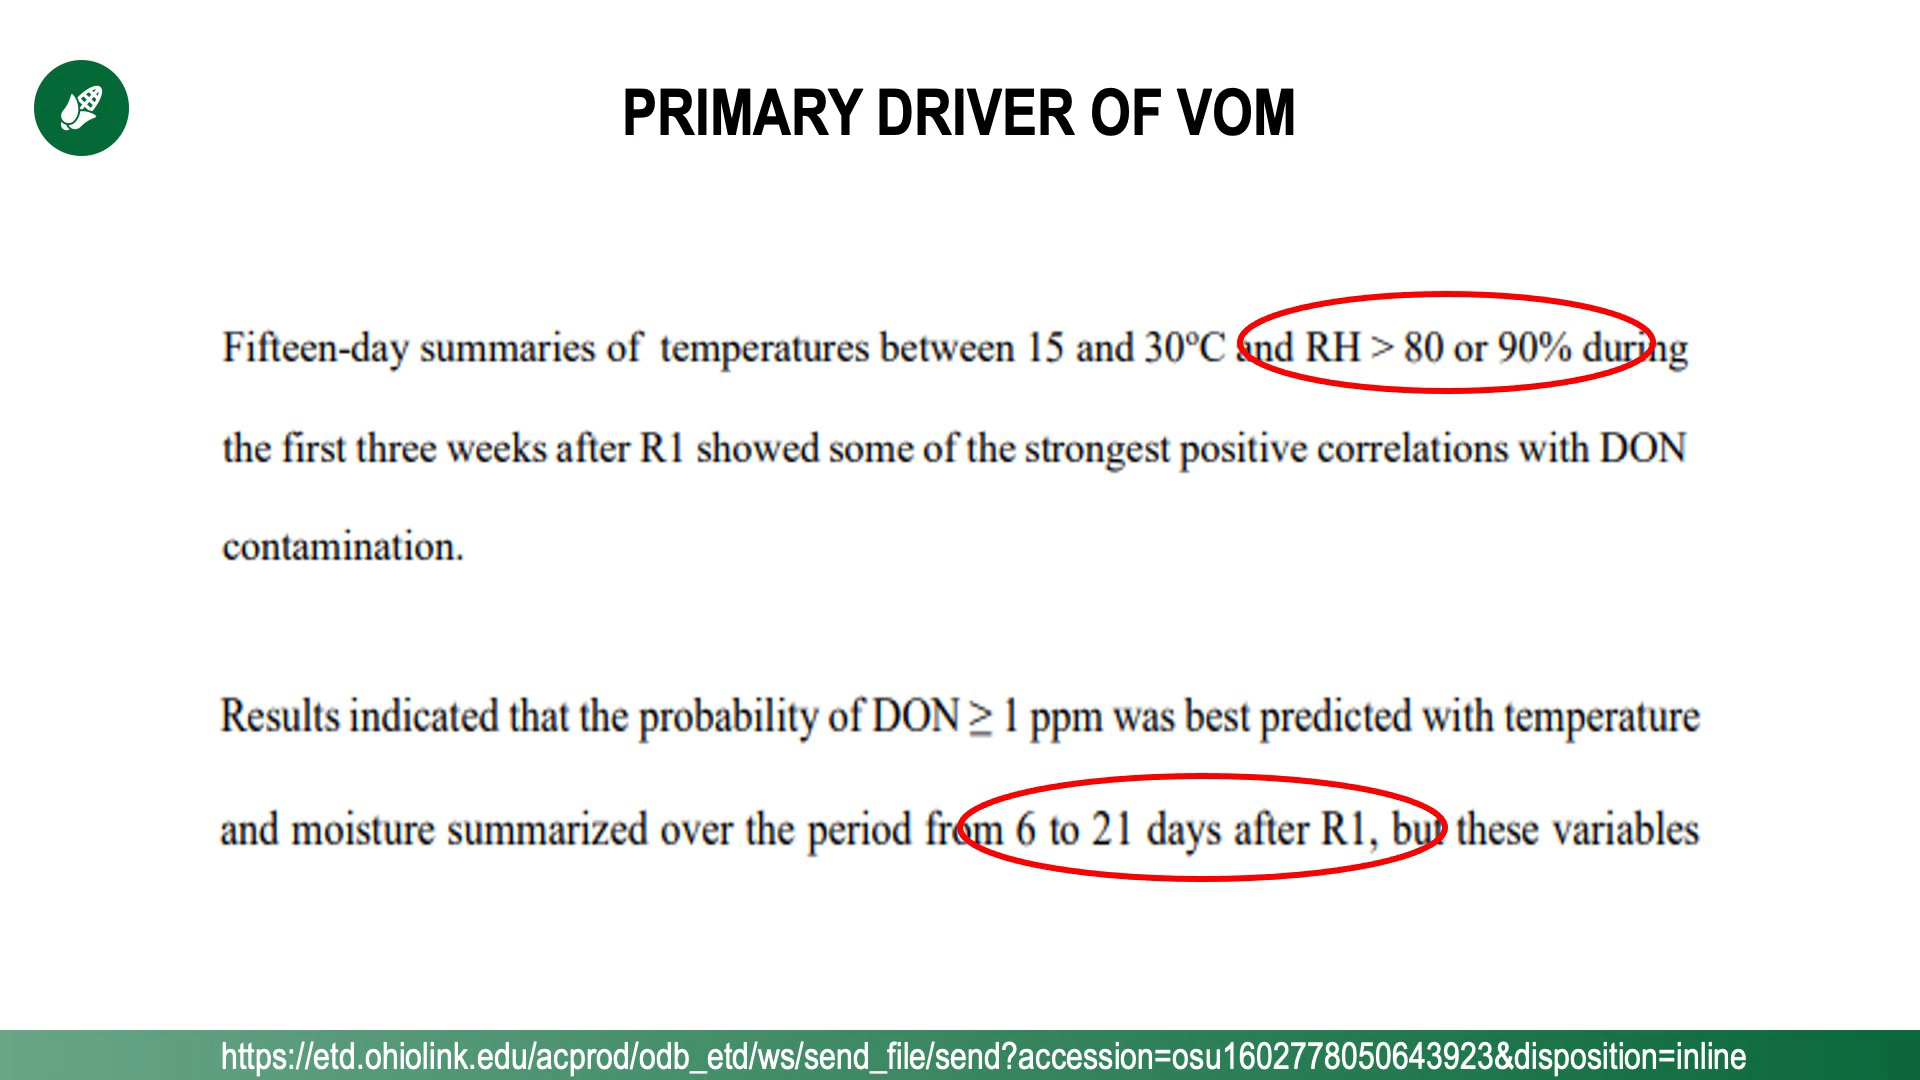 PRIMARY DRIVER OF VOM
Fifteen-day summaries of temperatures between 15 and 30ºC and RH > 80 or 90% during
the first three weeks after R1 showed some of the strongest positive correlations with DON
contamination.
Results indicated that the probability of DON ≥ 1 ppm was best predicted with temperature
and moisture summarized over the period from 6 to 21 days after R1, but these variables
https://etd.ohiolink.edu/acprod/odb_etd/ws/send_file/send?accession=osu1602778050643923&disposition=inline